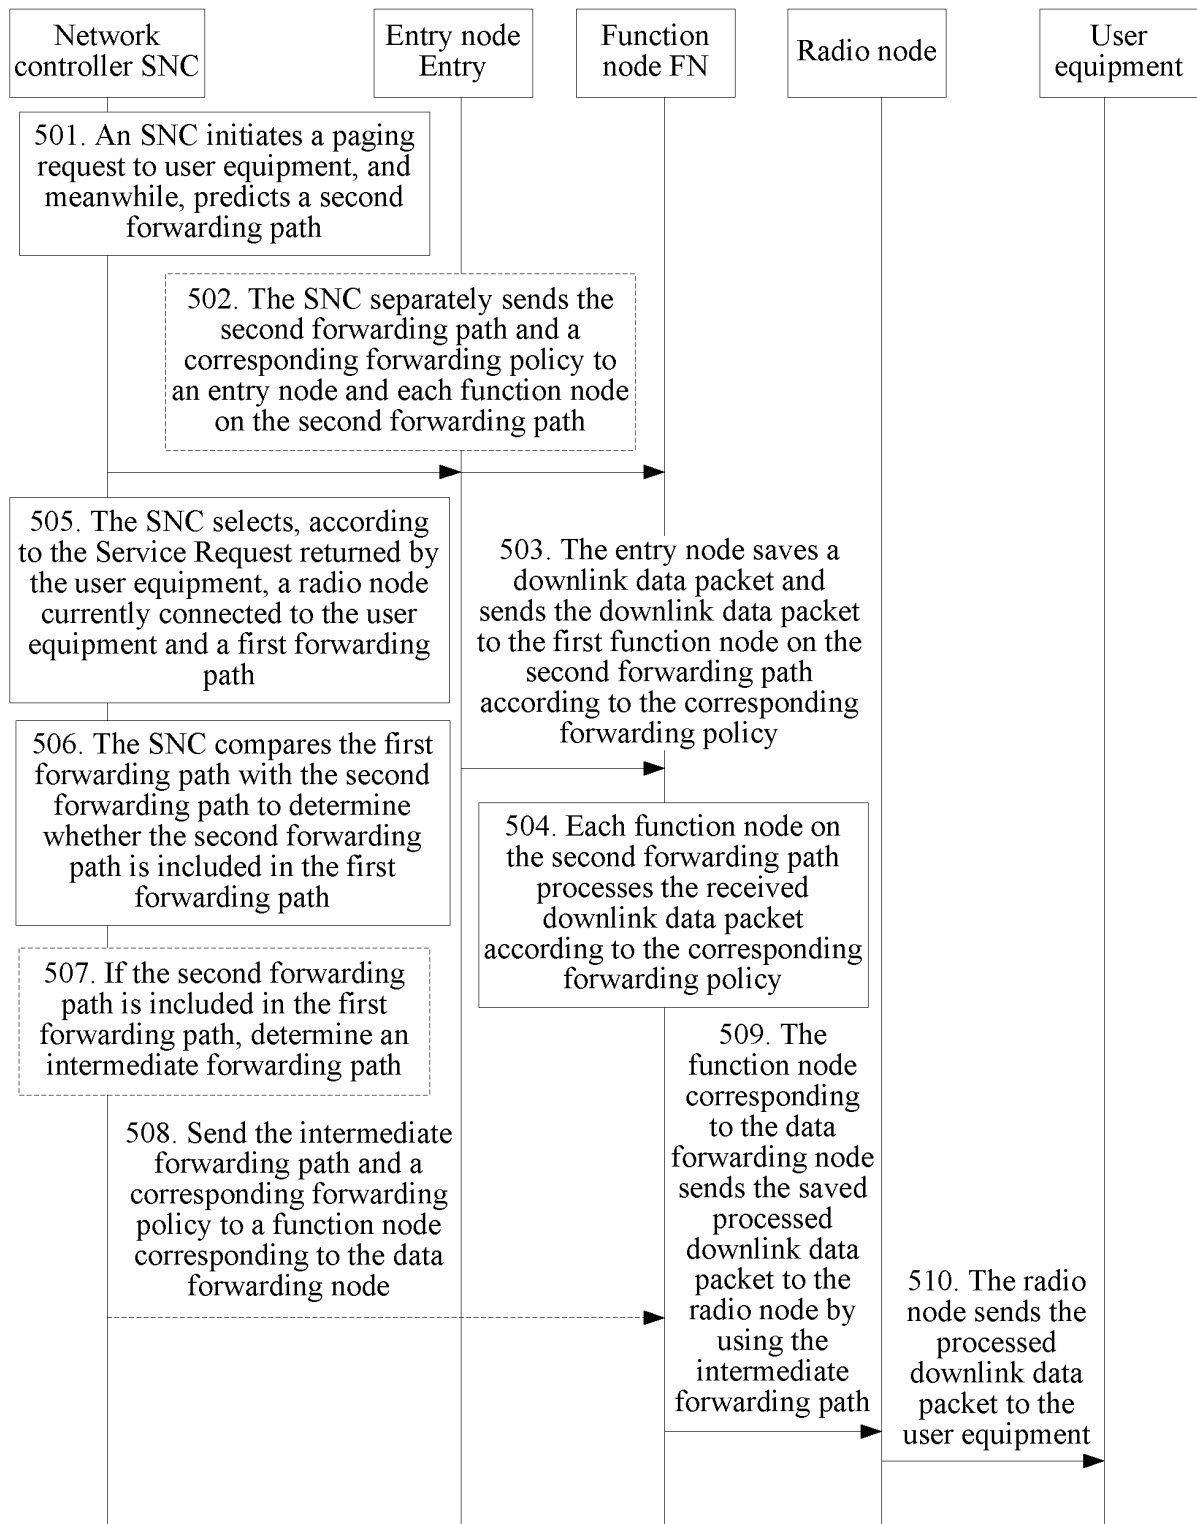 Network
controller SNC
Entry node
Entry
Function
node FN
Radio node
User
equipment
501. An SNC initiates a paging
request to user equipment, and
meanwhile, predicts a second
forwarding path
502. The SNC separately sends the
second forwarding path and a
corresponding forwarding policy to
an entry node and each function node
on the second forwarding path
505. The SNC selects, according
to the Service Request returned by
the user equipment, a radio node
currently connected to the user
equipment and a first forwarding
path
503. The entry node saves a
downlink data packet and
sends the downlink data packet
to the first function node on the
second forwarding path
according to the corresponding
forwarding policy
506. The SNC compares the first
forwarding path with the second
forwarding path to determine
whether the second forwarding
path is included in the first
forwarding path
504. Each function node on
the second forwarding path
processes the received
downlink data packet
according to the corresponding
forwarding policy
507. If the second forwarding
path is included in the first
forwarding path, determine an
intermediate forwarding path
508. Send the intermediate
forwarding path and a
corresponding forwarding
policy to a function node
corresponding to the data
forwarding node
509. The
function node
corresponding
to the data
forwarding node
sends the saved
processed
downlink data
packet to the
radio node by
using the
intermediate
forwarding path
510. The radio
node sends the
processed
downlink data
packet to the
user equipment